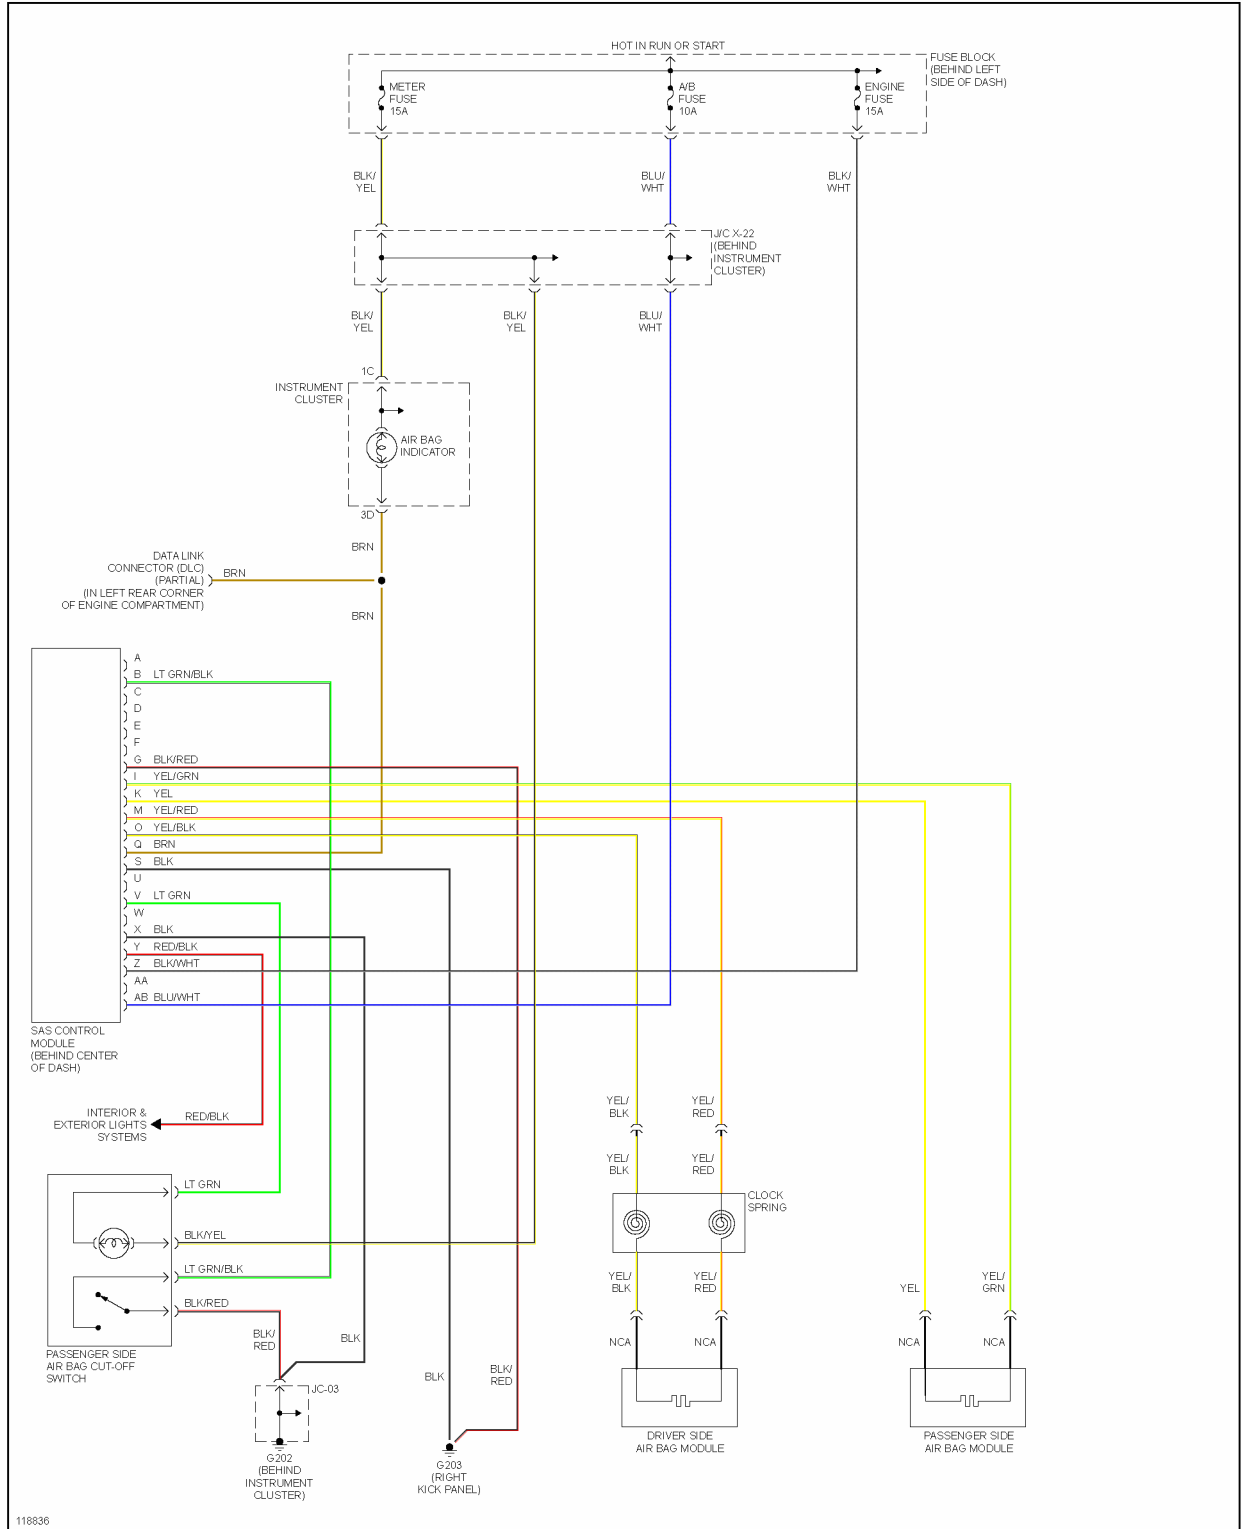 HOT IN RUN OR START
FUSE BLOCK
(BEHIND LEFT
SIDE OF DASH)
METER
FUSE
15A
A/B
FUSE
10A
ENGINE
FUSE
15A
BLK/
YEL
BLU/
WHT
BLK/
WHT
J/C X-22
(BEHIND
INSTRUMENT
CLUSTER)
BLK/
YEL
BLK/
YEL
BLU/
WHT
1C
INSTRUMENT
CLUSTER
AIR BAG
INDICATOR
3D
BRN
DATA LINK
CONNECTOR (DLC)
(PARTIAL)
(IN LEFT REAR CORNER
OF ENGINE COMPARTMENT)
BRN
BRN
A
B LT GRN/BLK
C
D
E
F
G BLK/RED
I YEL/GRN
K YEL
M YEL/RED
O YEL/BLK
Q BRN
S BLK
U
V LT GRN
W
X BLK
Y RED/BLK
Z BLK/WHT
AA
AB BLU/WHT
SAS CONTROL
MODULE
(BEHIND CENTER
OF DASH)
INTERIOR &
EXTERIOR LIGHTS
SYSTEMS
RED/BLK
YEL/
BLK
YEL/
RED
YEL/
BLK
YEL/
RED
CLOCK
SPRING
LT GRN
BLK/YEL
LT GRN/BLK
BLK/RED
YEL/
BLK
YEL/
RED
YEL
YEL/
GRN
BLK/
RED
BLK
NCA
NCA
NCA
NCA
PASSENGER SIDE
AIR BAG CUT-OFF
SWITCH
BLK
BLK/
RED
JC-03
G202
(BEHIND
INSTRUMENT
CLUSTER)
G203
(RIGHT
KICK PANEL)
DRIVER SIDE
AIR BAG MODULE
PASSENGER SIDE
AIR BAG MODULE
118836